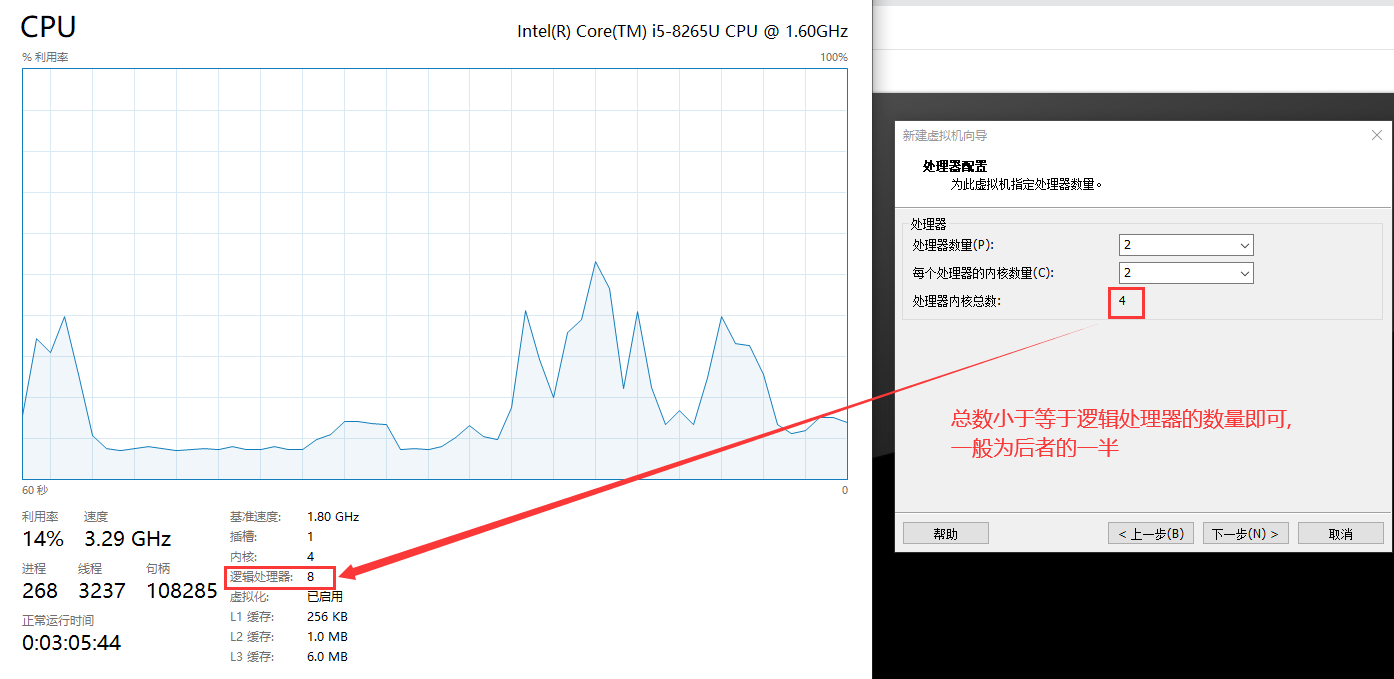 CPU
Intel(R) Core(TM) i5-8265U CPU @ 1.60GHz
% 利用率
100%
60 秒
0
利用率
速度
14%
3.29 GHz
进程
线程
句柄
268
3237
108285
正常运行时间
0:03:05:44
基准速度: 1.80 GHz
插槽: 1
内核: 4
逻辑处理器: 8
虚拟化: 已启用
L1 缓存: 256 KB
L2 缓存: 1.0 MB
L3 缓存: 6.0 MB
新建虚拟机向导
处理器配置
为此虚拟机指定处理器数量。
处理器
处理器数量(P): 2
每个处理器的内核数量(C): 2
处理器内核总数: 4
总数小于等于逻辑处理器的数量即可,
一般为后者的一半
帮助
< 上一步(B)
下一步(N) >
取消